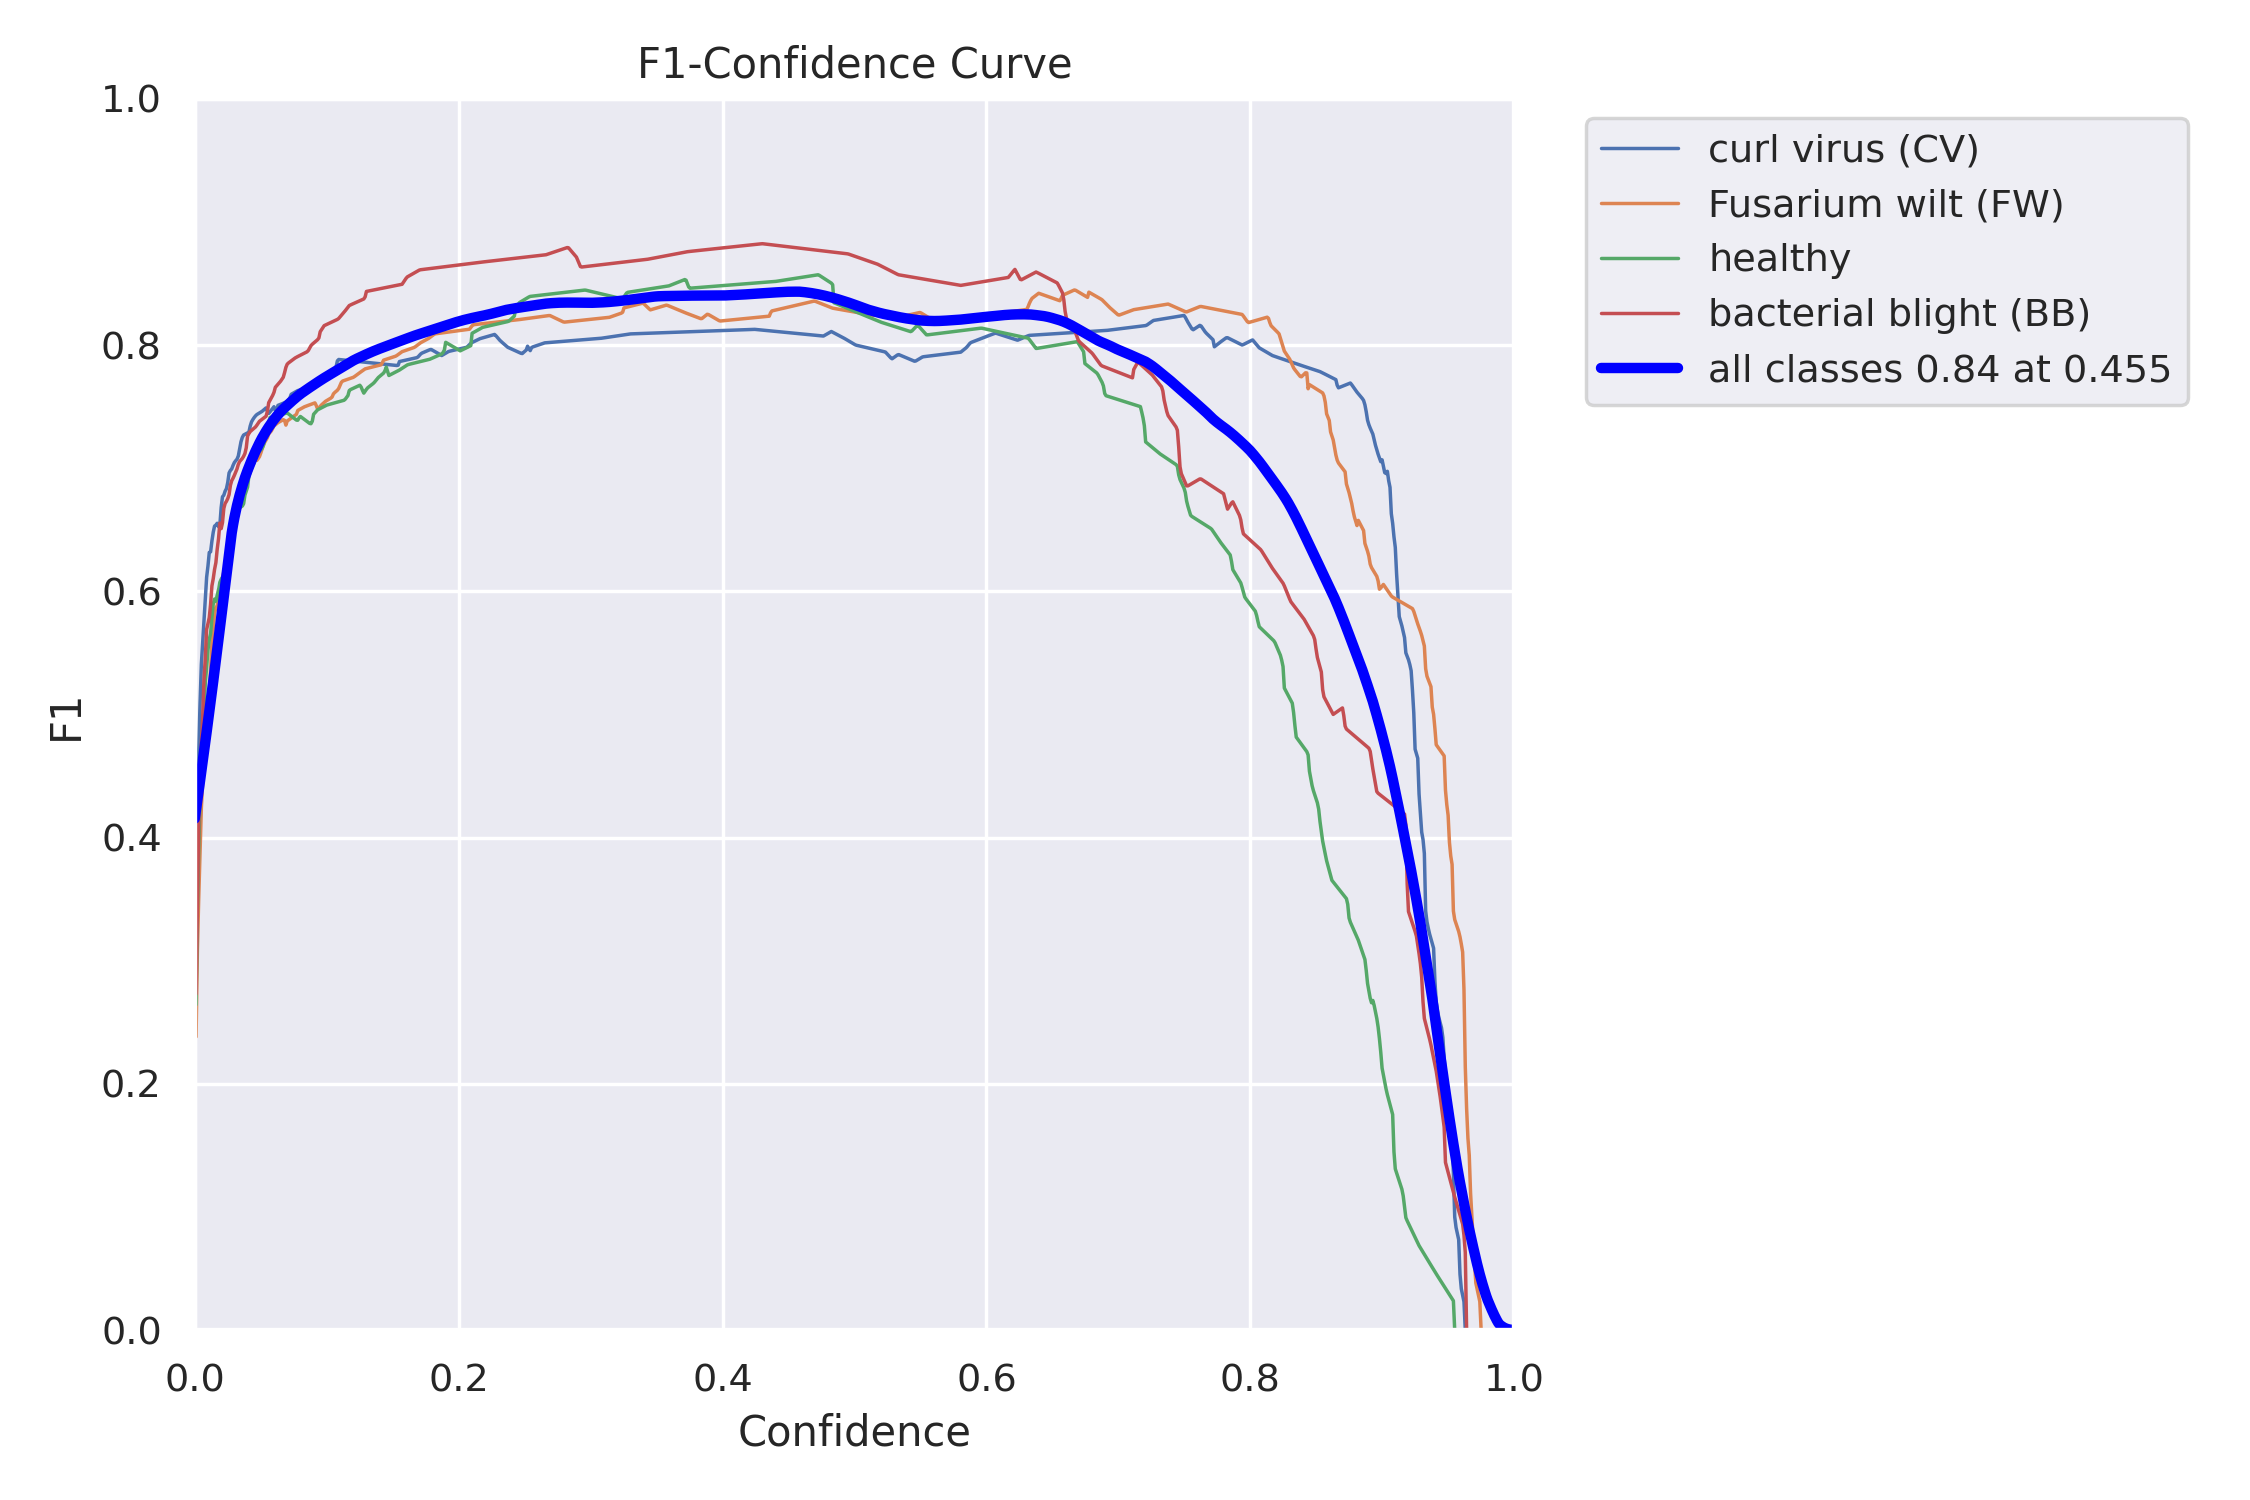 F1-Confidence Curve
1.0
0.8
0.6
0.4
0.2
0.0
F1
0.0 0.2 0.4 0.6 0.8 1.0
Confidence
curl virus (CV)
Fusarium wilt (FW)
healthy
bacterial blight (BB)
all classes 0.84 at 0.455